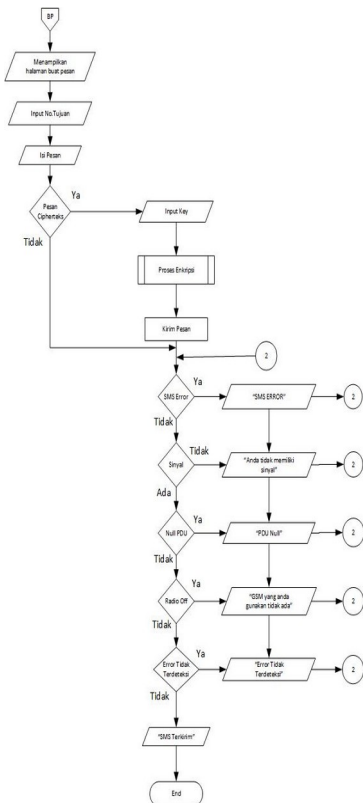 BP
Menampilkan
halaman buat pesan
Input No.Tujuan
Isi Pesan
Pesan
Cipherteks
Ya
Input Key
Tidak
Proses Enkripsi
Kirim Pesan
2
SMS Error
Ya
"SMS ERROR"
2
Tidak
Sinyal
Tidak
"Anda tidak memiliki
sinyal"
2
Ada
Null PDU
Ya
"PDU Null"
2
Tidak
Radio Off
Ya
"GSM yang anda
gunakan tidak ada"
2
Tidak
Error Tidak
Terdeteksi
Ya
"Error Tidak
Terdeteksi"
2
Tidak
"SMS Terkirim"
End